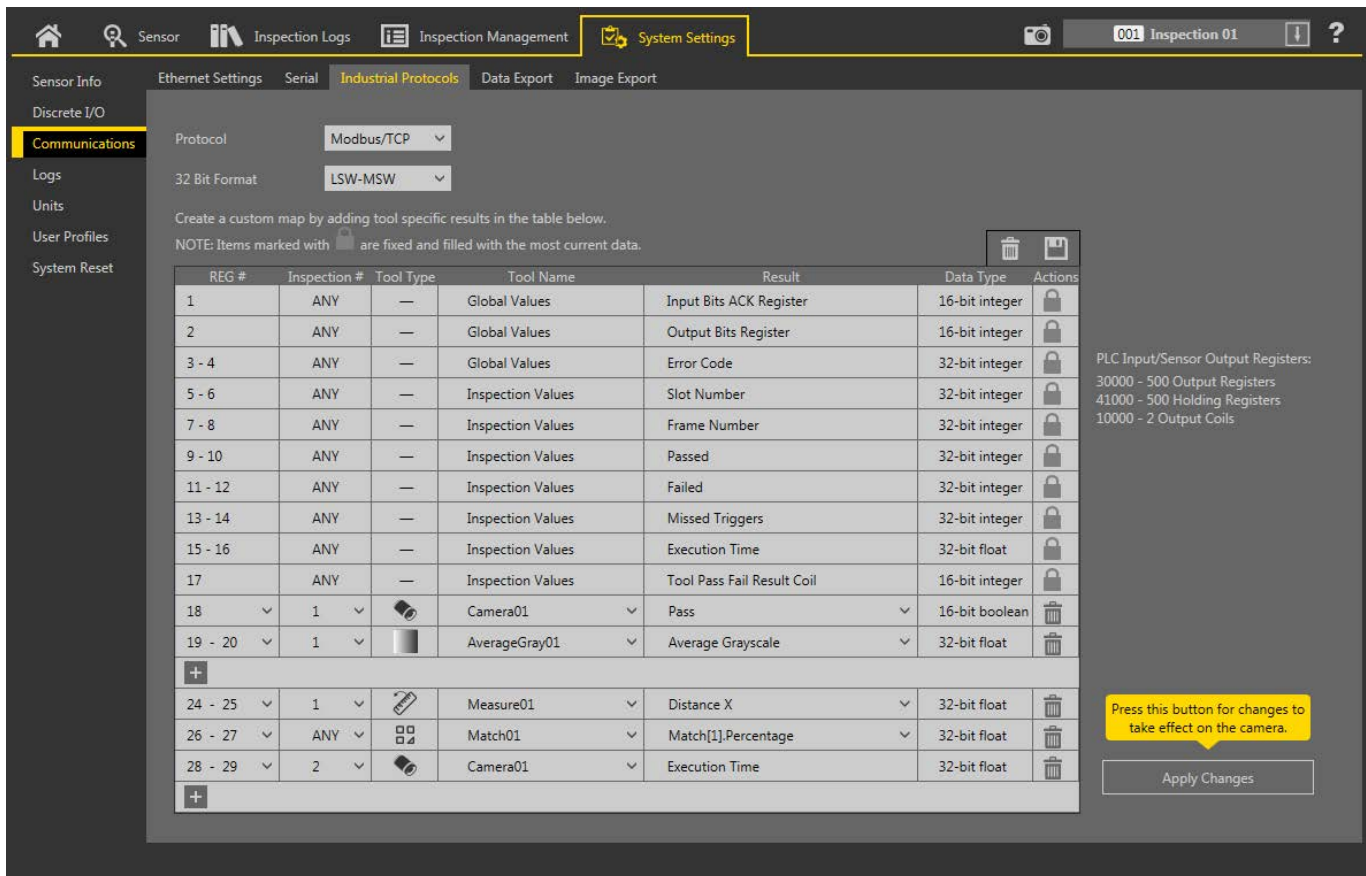 Sensor Inspection Logs Inspection Management System Settings 001 Inspection 01 ?
Sensor Info
Discrete I/O
Communications
Logs
Units
User Profiles
System Reset
Ethernet Settings Serial Industrial Protocols Data Export Image Export
Protocol Modbus/TCP
32 Bit Format LSW-MSW
Create a custom map by adding tool specific results in the table below.
NOTE: Items marked with are fixed and filled with the most current data.
REG # Inspection # Tool Type Tool Name Result Data Type Actions
1 ANY — Global Values Input Bits ACK Register 16-bit integer
2 ANY — Global Values Output Bits Register 16-bit integer
3 - 4 ANY — Global Values Error Code 32-bit integer
5 - 6 ANY — Inspection Values Slot Number 32-bit integer
7 - 8 ANY — Inspection Values Frame Number 32-bit integer
9 - 10 ANY — Inspection Values Passed 32-bit integer
11 - 12 ANY — Inspection Values Failed 32-bit integer
13 - 14 ANY — Inspection Values Missed Triggers 32-bit integer
15 - 16 ANY — Inspection Values Execution Time 32-bit float
17 ANY — Inspection Values Tool Pass Fail Result Coil 16-bit integer
18 1 Camera01 Pass 16-bit boolean
19 - 20 1 AverageGray01 Average Grayscale 32-bit float
+
24 - 25 1 Measure01 Distance X 32-bit float
26 - 27 ANY Match01 Match[1].Percentage 32-bit float
28 - 29 2 Camera01 Execution Time 32-bit float
+
PLC Input/Sensor Output Registers:
30000 - 500 Output Registers
41000 - 500 Holding Registers
10000 - 2 Output Coils
Press this button for changes to
take effect on the camera.
Apply Changes